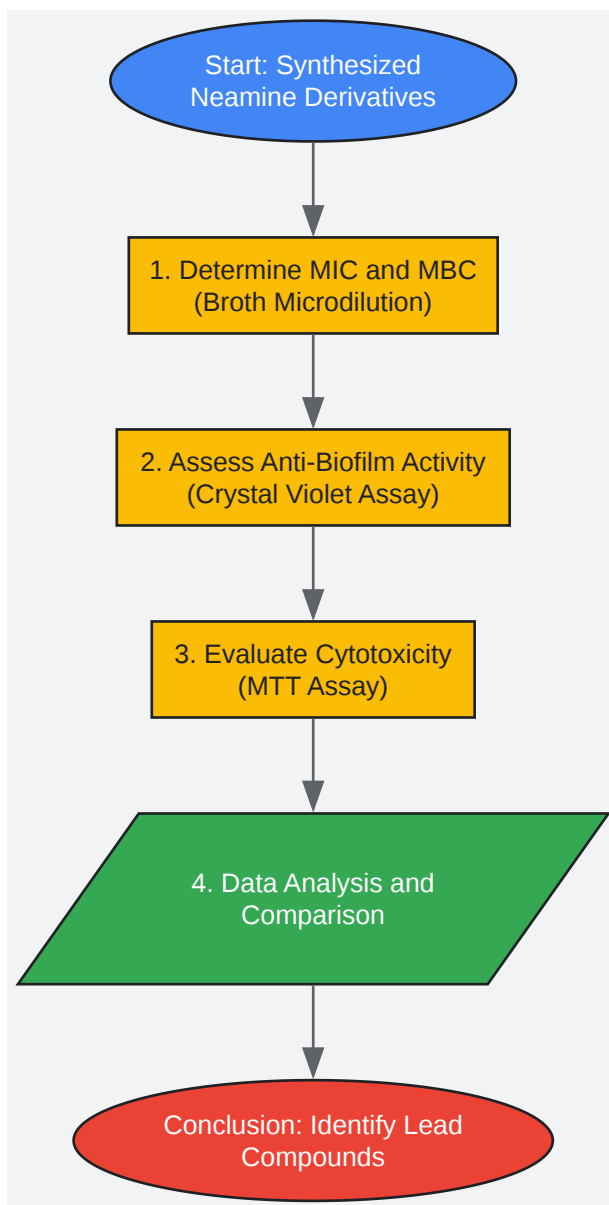 Start: Synthesized
Neamine Derivatives
1. Determine MIC and MBC
(Broth Microdilution)
2. Assess Anti-Biofilm Activity
(Crystal Violet Assay)
3. Evaluate Cytotoxicity
(MTT Assay)
4. Data Analysis and
Comparison
Conclusion: Identify Lead
Compounds